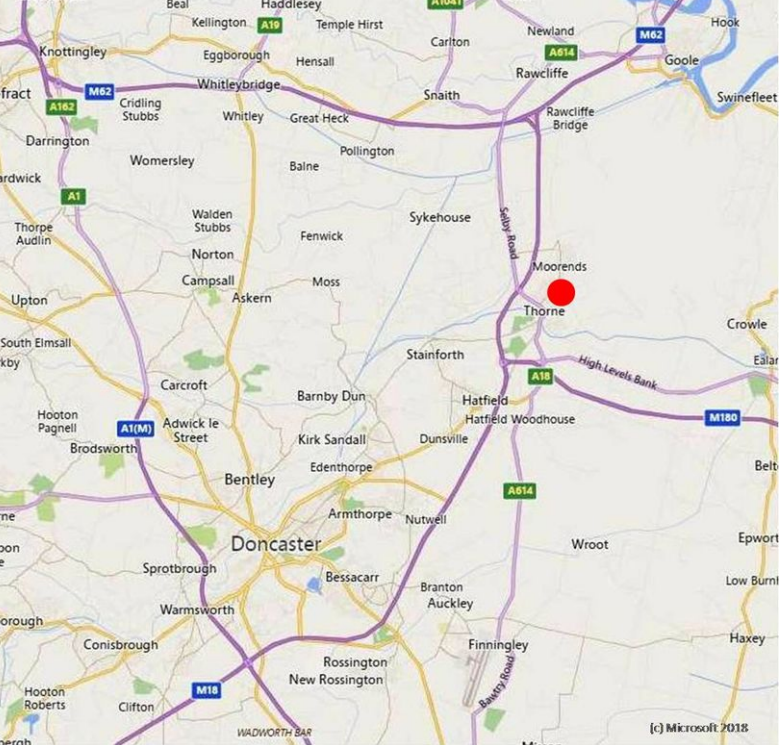 Beal
Haddlesey
A1041
Kellington
A19
Temple Hirst
Newland
Hook
Carlton
M62
Knottingley
Eggborough
Hensall
A614
Goole
Rawcliffe
Whitleybridge
M62
Snaith
Swinefleet
fract
A162
Cridling
Stubbs
Whitley
Great Heck
Rawcliffe
Bridge
Darrington
Pollington
Womersley
Balne
ardwick
A1
Walden
Stubbs
Sykehouse
Selby Road
Thorpe
Audlin
Fenwick
Norton
Moorends
Campsall
Moss
Askern
Upton
Thorne
Crowle
South Elmsall
kby
Stainforth
Ealan
High Levels Bank
A18
Carcroft
Barnby Dun
Hatfield
Hooton
Pagnell
A1(M)
Adwick le
Street
Hatfield Woodhouse
M180
Kirk Sandall
Dunsville
Brodsworth
Edenthorpe
Belt
Bentley
A614
Armthorpe
Nutwell
ne
Doncaster
Wroot
Epwort
oon
e
Sprotbrough
Bessacarr
Branton
Low Burnh
Auckley
Warmsworth
orough
Conisbrough
Finningley
Haxey
Rossington
New Rossington
M18
Hooton
Roberts
Clifton
Bawtry Road
(c) Microsoft 2018
WADWORTH BAR
bergh